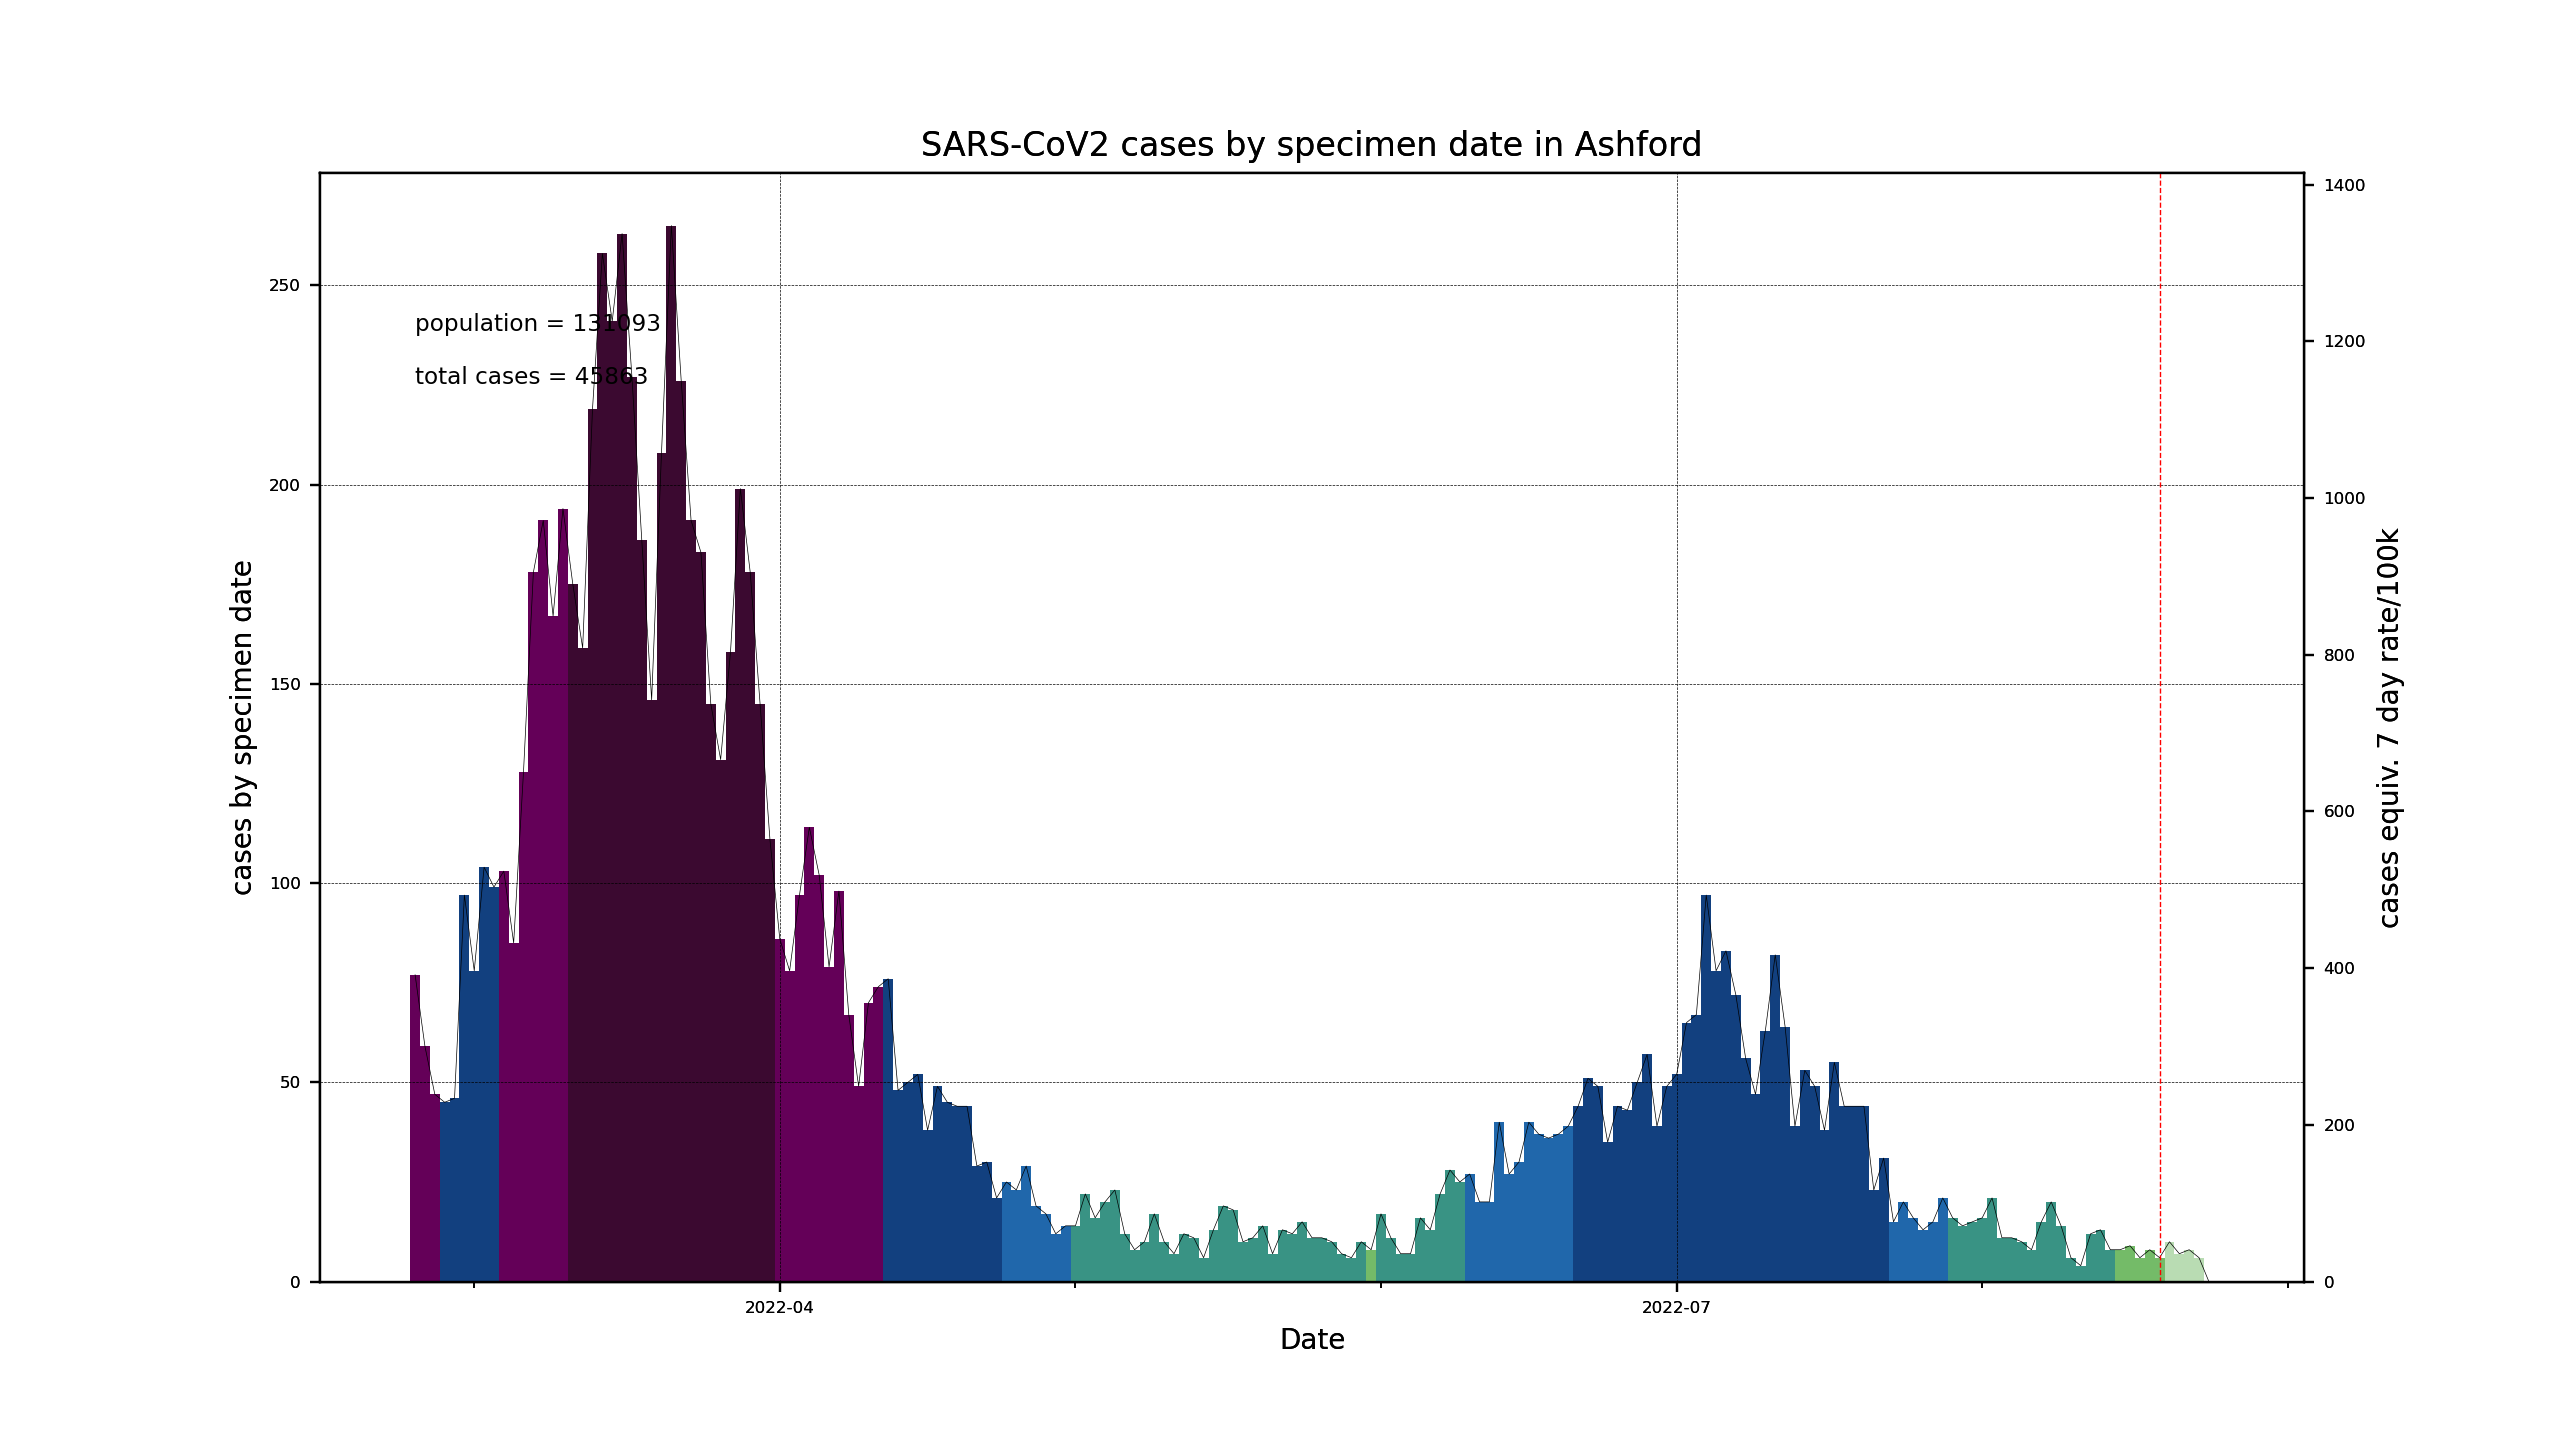 SARS-CoV2 cases by specimen date in Ashford
population = 131093
total cases = 45863
cases by specimen date
250
200
150
100
50
0
1400
1200
1000
800
600
400
200
0
cases equiv. 7 day rate/100k
2022-04
2022-07
Date